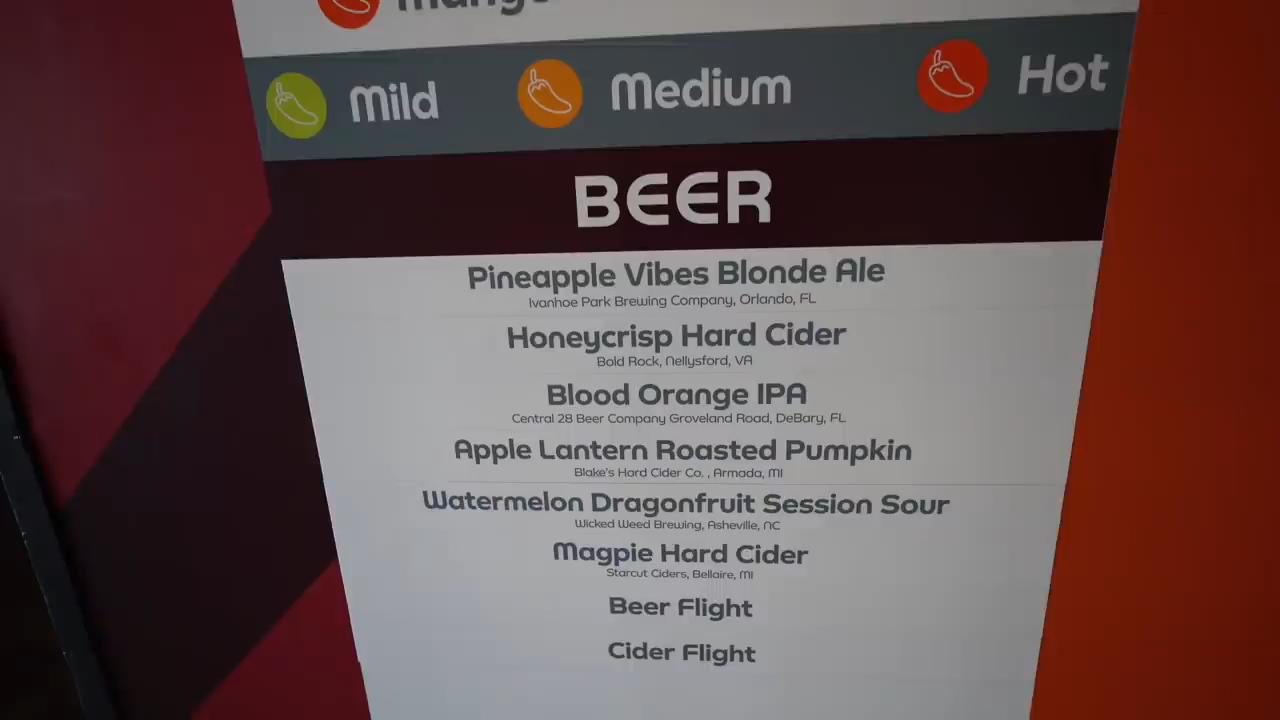 Mild Medium Hot
BEER
Pineapple Vibes Blonde Ale
Ivanhoe Park Brewing Company, Orlando, FL
Honeycrisp Hard Cider
Bold Rock, Nellysford, VA
Blood Orange IPA
Central 28 Beer Company Groveland Road, DeBary, FL
Apple Lantern Roasted Pumpkin
Blake's Hard Cider Co. , Armada, MI
Watermelon Dragonfruit Session Sour
Wicked Weed Brewing, Asheville, NC
Magpie Hard Cider
Starcut Ciders, Bellaire, MI
Beer Flight
Cider Flight